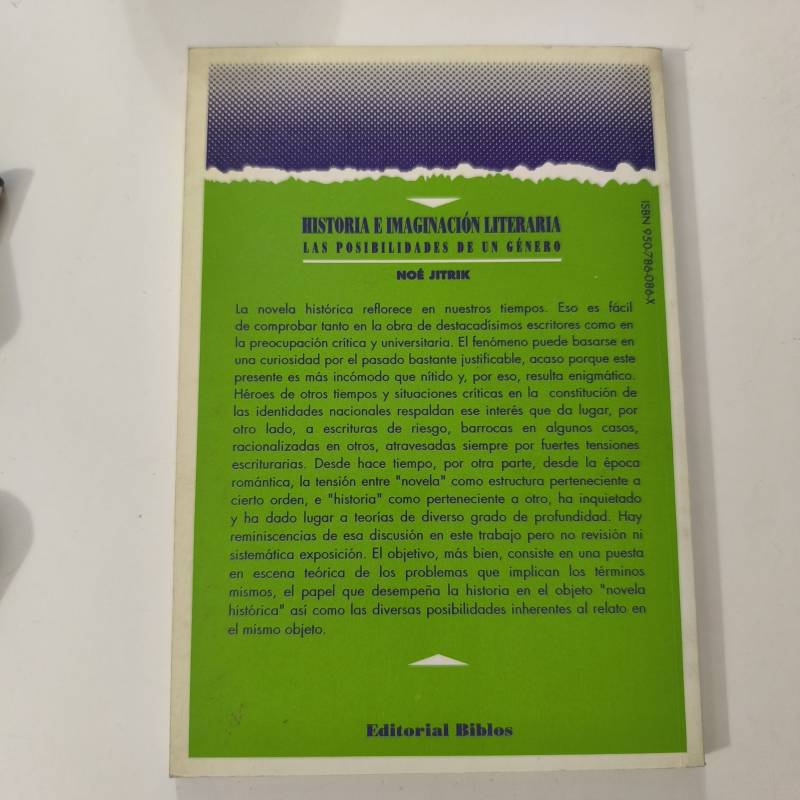 HISTORIA E IMAGINACIÓN LITERARIA
LAS POSIBILIDADES DE UN GÉNERO
NOÉ JITRIK
ISBN 950-786-086-X
La novela histórica reflorece en nuestros tiempos. Eso es fácil
de comprobar tanto en la obra de destacadísimos escritores como en
la preocupación crítica y universitaria. El fenómeno puede basarse en
una curiosidad por el pasado bastante justificable, acaso porque este
presente es más incómodo que nítido y, por eso, resulta enigmático.
Héroes de otros tiempos y situaciones críticas en la constitución de
las identidades nacionales respaldan ese interés que da lugar, por
otro lado, a escrituras de riesgo, barrocas en algunos casos,
racionalizadas en otros, atravesadas siempre por fuertes tensiones
escriturarias. Desde hace tiempo, por otra parte, desde la época
romántica, la tensión entre "novela" como estructura perteneciente a
cierto orden, e "historia" como perteneciente a otro, ha inquietado
y ha dado lugar a teorías de diverso grado de profundidad. Hay
reminiscencias de esa discusión en este trabajo pero no revisión ni
sistemática exposición. El objetivo, más bien, consiste en una puesta
en escena teórica de los problemas que implican los términos
mismos, el papel que desempeña la historia en el objeto "novela
histórica" así como las diversas posibilidades inherentes al relato en
el mismo objeto.
Editorial Biblos